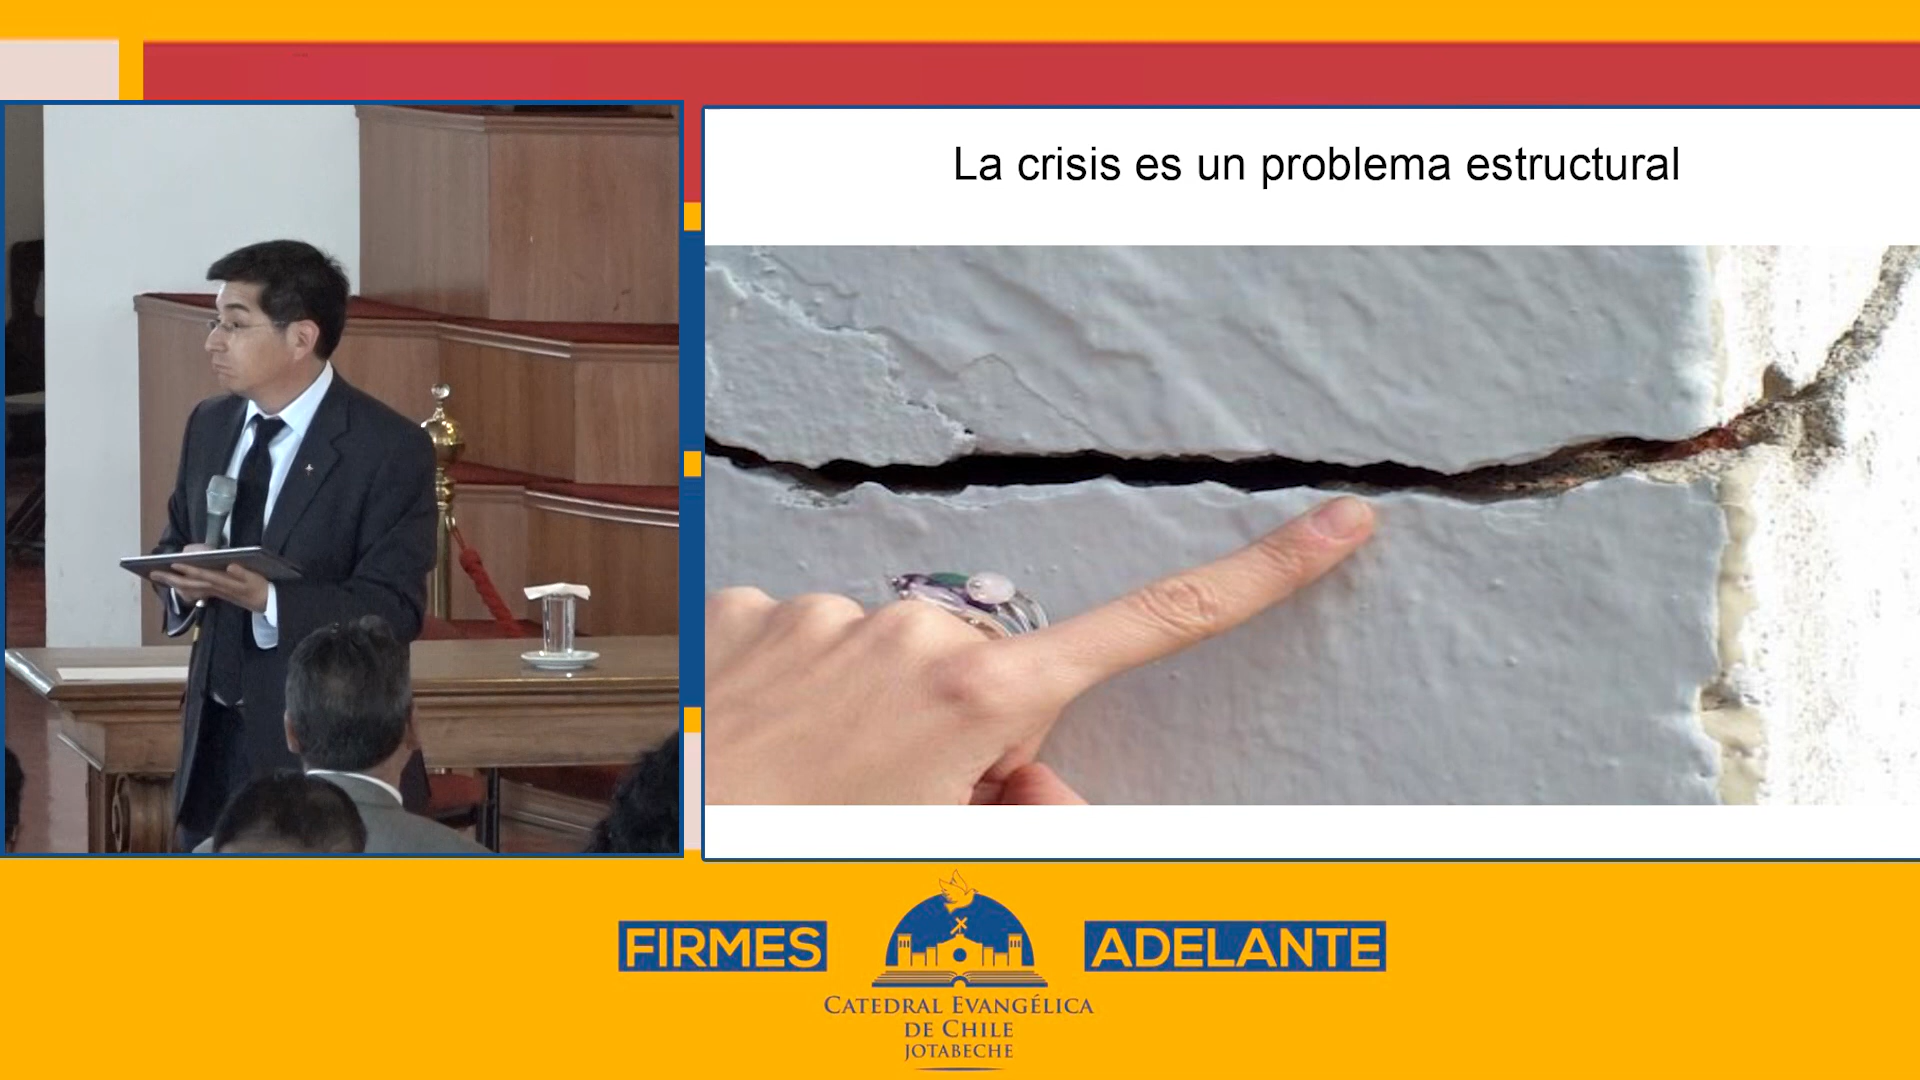 La crisis es un problema estructural
FIRMES
ADELANTE
CATEDRAL EVANGÉLICA
DE CHILE
JOTABECHE